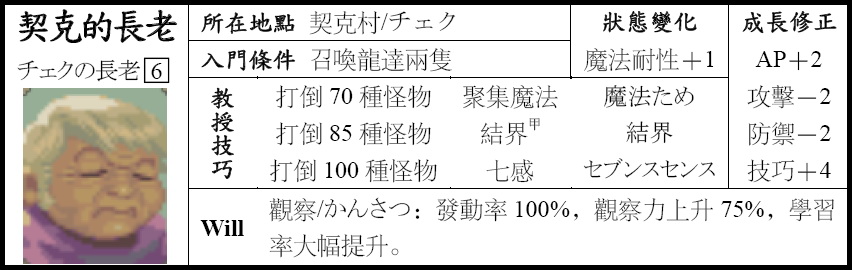 契克的長老
チェクの長老 6
所在地點 契克村/チェク 狀態變化 成長修正
入門條件 召喚龍達兩隻 魔法耐性＋1 AP＋2
教授技巧
打倒 70 種怪物 聚集魔法 魔法ため 攻擊－2
打倒 85 種怪物 結界甲 結界 防禦－2
打倒 100 種怪物 七感 セブンスセンス 技巧＋4
Will 觀察/かんさつ：發動率 100%，觀察力上升 75%，學習
率大幅提升。